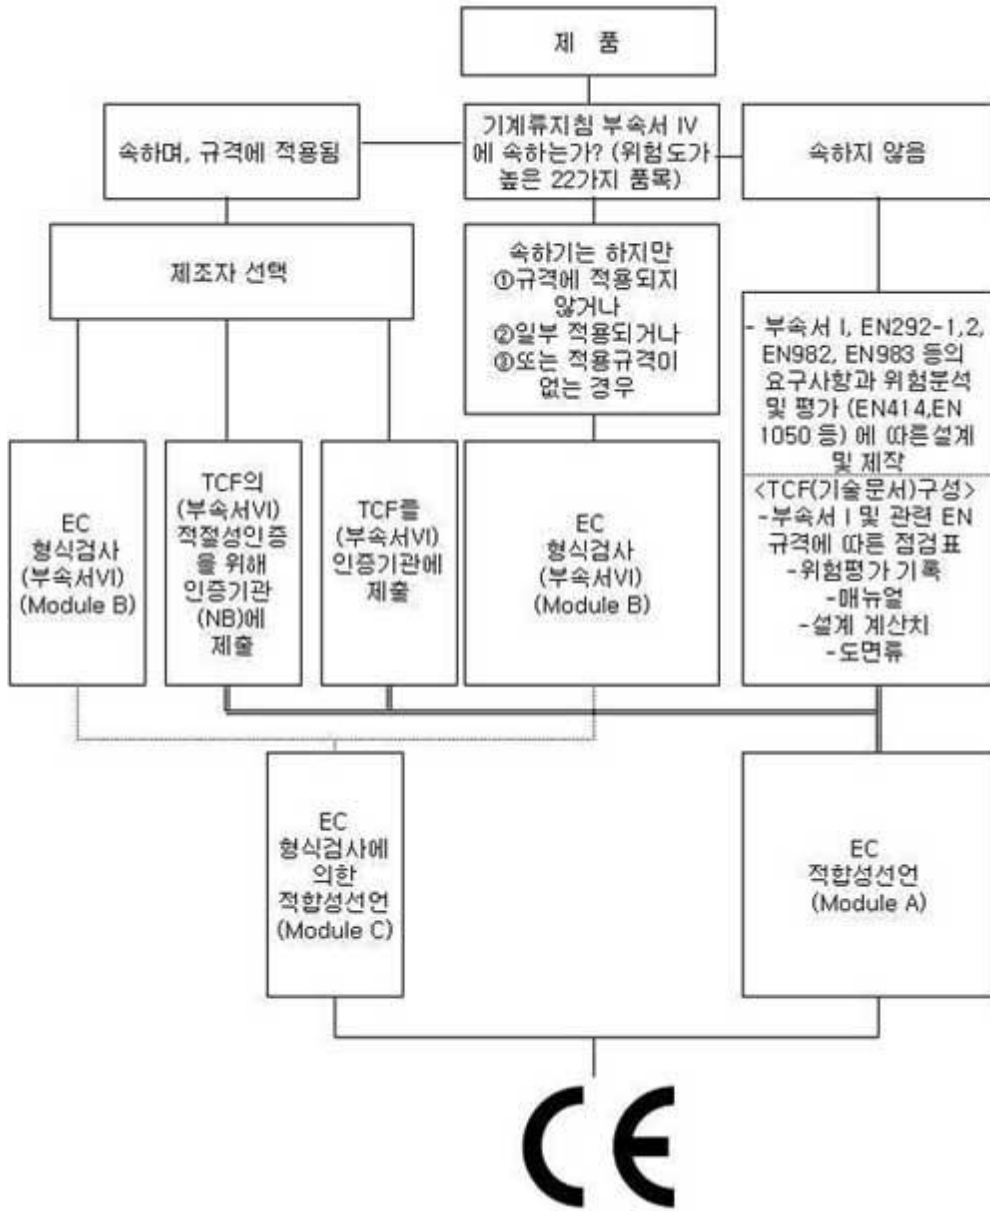 제 품
속하며, 규격에 적용됨
기계류지침 부속서 IV
에 속하는가? (위험도가
높은 22가지 품목)
속하지 않음
제조자 선택
속하기는 하지만
①규격에 적용되지
않거나
②일부 적용되거나
③또는 적용규격이
없는 경우
- 부속서 I, EN292-1,2,
EN982, EN983 등의
요구사항과 위험분석
및 평가 (EN414,EN
1050 등) 에 따른설계
및 제작
<TCF(기술문서)구성>
-부속서 I 및 관련 EN
규격에 따른 점검표
-위험평가 기록
-매뉴얼
-설계 계산치
-도면류
EC
형식검사
(부속서VI)
(Module B)
TCF의
(부속서VI)
적절성인증
을 위해
인증기관
(NB)에
제출
TCF를
(부속서VI)
인증기관에
제출
EC
형식검사
(부속서VI)
(Module B)
EC
형식검사에
의한
적합성선언
(Module C)
EC
적합성선언
(Module A)
CE